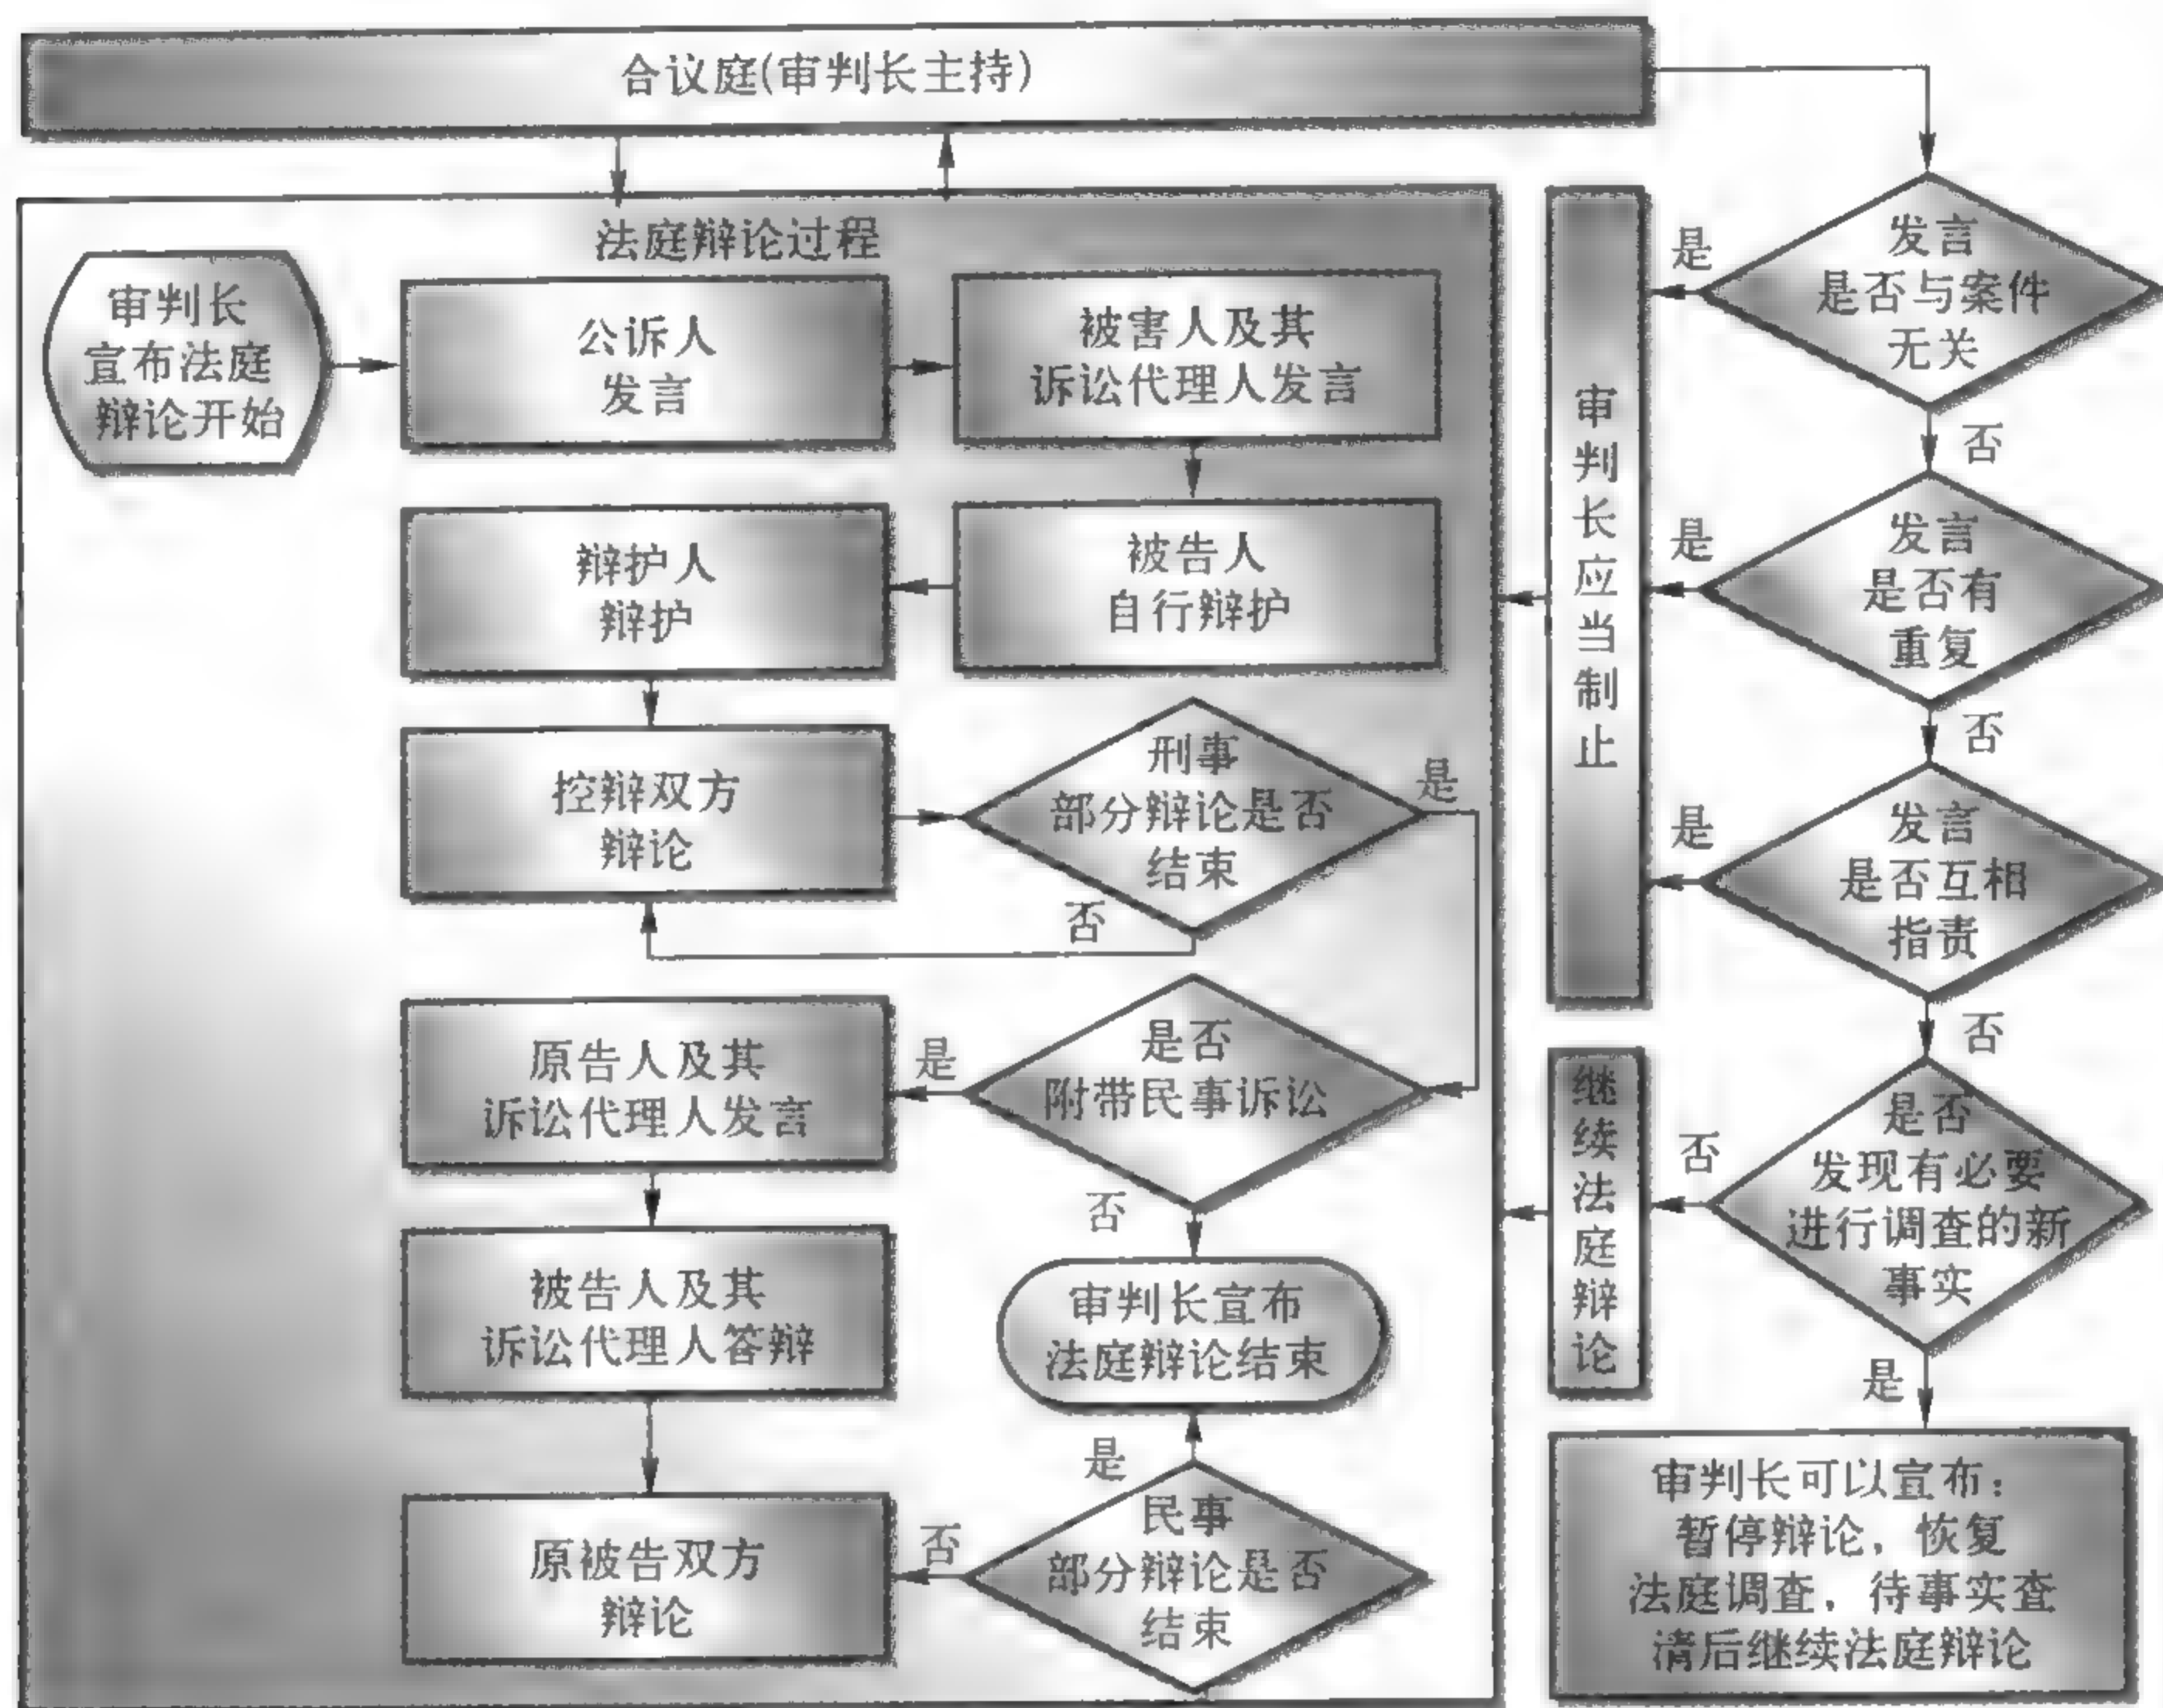 合议庭(审判长主持)
法庭辩论过程
审判长
宣布法庭
辩论开始
公诉人
发言
被害人及其
诉讼代理人发言
辩护人
辩护
被告人
自行辩护
控辩双方
辩论
刑事
部分辩论是否
结束
是
否
原告人及其
诉讼代理人发言
是
是否
附带民事诉讼
否
被告人及其
诉讼代理人答辩
审判长宣布
法庭辩论结束
是
原被告双方
辩论
否
民事
部分辩论是否
结束
审判长应当制止
继续法庭辩论
是
发言
是否与案件
无关
否
是
发言
是否有
重复
否
是
发言
是否互相
指责
否
否
是否
发现有必要
进行调查的新
事实
是
审判长可以宣布：
暂停辩论，恢复
法庭调查，待事实查
清后继续法庭辩论